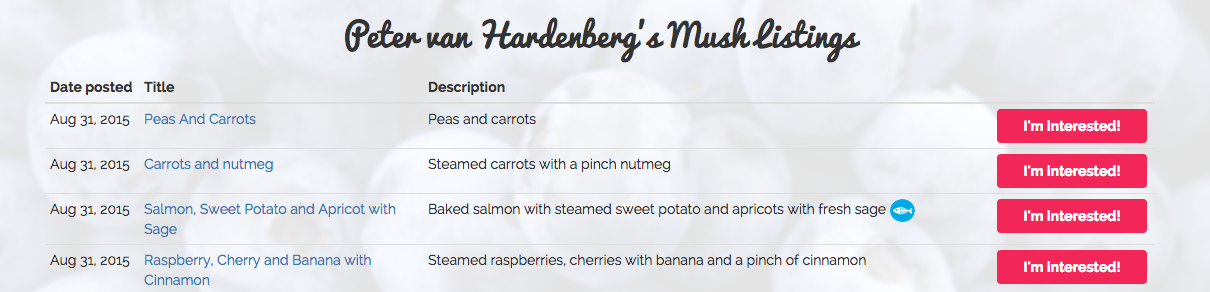 Peter van Hardenberg's Mush Listings
Date posted Title Description
Aug 31, 2015 Peas And Carrots Peas and carrots I'm Interested!
Aug 31, 2015 Carrots and nutmeg Steamed carrots with a pinch nutmeg I'm Interested!
Aug 31, 2015 Salmon, Sweet Potato and Apricot with Baked salmon with steamed sweet potato and apricots with fresh sage I'm Interested!
Sage
Aug 31, 2015 Raspberry, Cherry and Banana with Steamed raspberries, cherries with banana and a pinch of cinnamon I'm Interested!
Cinnamon